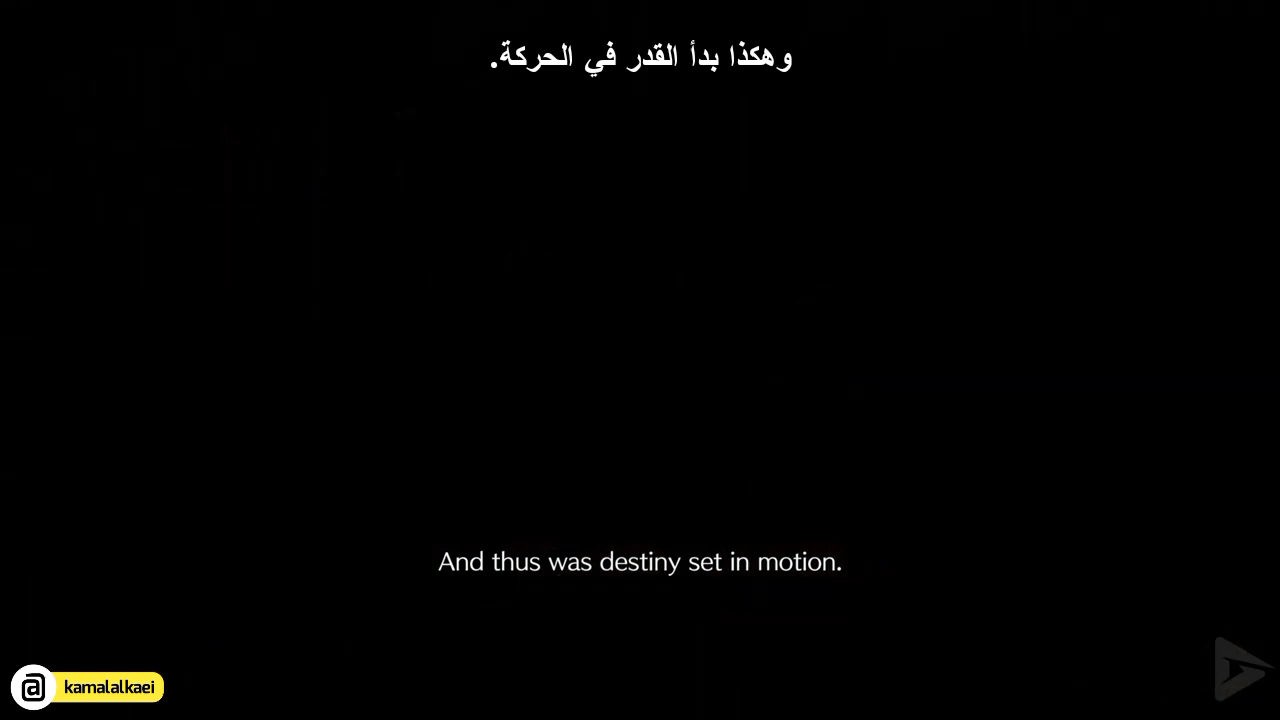 وهكذا بدأ القدر في الحركة.
And thus was destiny set in motion.
@ kamalalkaei